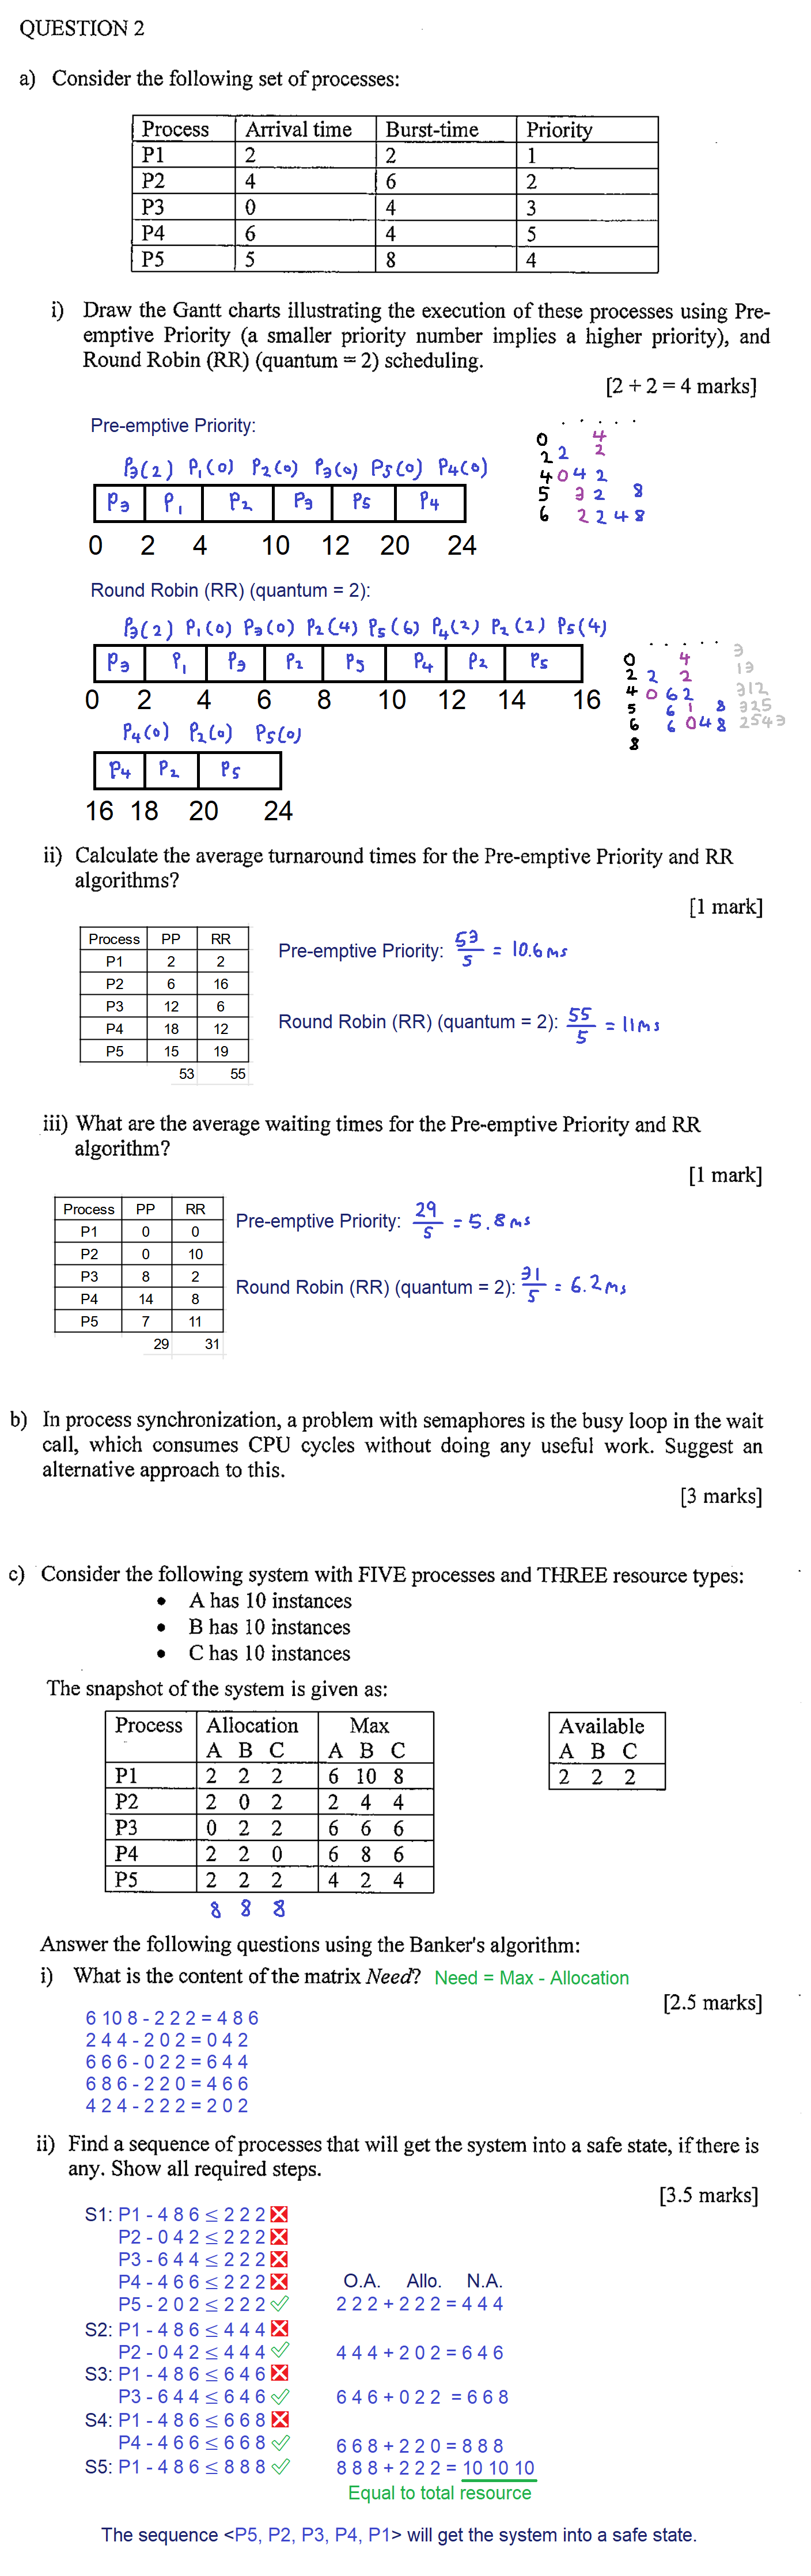 QUESTION 2
a) Consider the following set of processes:
Process Arrival time Burst-time Priority
P1 2 2 1
P2 4 6 2
P3 0 4 3
P4 6 4 5
P5 5 8 4
i) Draw the Gantt charts illustrating the execution of these processes using Pre-
emptive Priority (a smaller priority number implies a higher priority), and
Round Robin (RR) (quantum = 2) scheduling.
[2 + 2 = 4 marks]
Pre-emptive Priority:
P3(2) P1(0) P2(0) P3(0) P5(0) P4(0)
P3 P1 P2 P3 P5 P4
0 2 4 10 12 20 24
0 4
2 2 2
4 0 4 2
5 3 2 8
6 2 2 4 8
Round Robin (RR) (quantum = 2):
P3(2) P1(0) P3(0) P2(4) P5(6) P4(2) P2(2) P5(4)
P3 P1 P3 P2 P5 P4 P2 P5
0 2 4 6 8 10 12 14 16
0 4 3
2 2 2 13
4 0 6 2 312
5 6 1 8 325
6 6 0 4 8 2543
8
P4(0) P2(0) P5(0)
P4 P2 P5
16 18 20 24
ii) Calculate the average turnaround times for the Pre-emptive Priority and RR
algorithms?
[1 mark]
Process PP RR
P1 2 2
P2 6 16
P3 12 6
P4 18 12
P5 15 19
53 55
Pre-emptive Priority: 53/5 = 10.6ms
Round Robin (RR) (quantum = 2): 55/5 = 11ms
iii) What are the average waiting times for the Pre-emptive Priority and RR
algorithm?
[1 mark]
Process PP RR
P1 0 0
P2 0 10
P3 8 2
P4 14 8
P5 7 11
29 31
Pre-emptive Priority: 29/5 = 5.8ms
Round Robin (RR) (quantum = 2): 31/5 = 6.2ms
b) In process synchronization, a problem with semaphores is the busy loop in the wait
call, which consumes CPU cycles without doing any useful work. Suggest an
alternative approach to this.
[3 marks]
c) Consider the following system with FIVE processes and THREE resource types:
• A has 10 instances
• B has 10 instances
• C has 10 instances
The snapshot of the system is given as:
Process Allocation Max
A B C A B C
P1 2 2 2 6 10 8
P2 2 0 2 2 4 4
P3 0 2 2 6 6 6
P4 2 2 0 6 8 6
P5 2 2 2 4 2 4
8 8 8
Available
A B C
2 2 2
Answer the following questions using the Banker's algorithm:
i) What is the content of the matrix Need? Need = Max - Allocation
[2.5 marks]
6 10 8 - 2 2 2 = 4 8 6
2 4 4 - 2 0 2 = 0 4 2
6 6 6 - 0 2 2 = 6 4 4
6 8 6 - 2 2 0 = 4 6 6
4 2 4 - 2 2 2 = 2 0 2
ii) Find a sequence of processes that will get the system into a safe state, if there is
any. Show all required steps.
[3.5 marks]
S1: P1 - 4 8 6 ≤ 2 2 2 ❎
P2 - 0 4 2 ≤ 2 2 2 ❎
P3 - 6 4 4 ≤ 2 2 2 ❎
P4 - 4 6 6 ≤ 2 2 2 ❎ O.A. Allo. N.A.
P5 - 2 0 2 ≤ 2 2 2 ✓ 2 2 2 + 2 2 2 = 4 4 4
S2: P1 - 4 8 6 ≤ 4 4 4 ❎
P2 - 0 4 2 ≤ 4 4 4 ✓ 4 4 4 + 2 0 2 = 6 4 6
S3: P1 - 4 8 6 ≤ 6 4 6 ❎
P3 - 6 4 4 ≤ 6 4 6 ✓ 6 4 6 + 0 2 2 = 6 6 8
S4: P1 - 4 8 6 ≤ 6 6 8 ❎
P4 - 4 6 6 ≤ 6 6 8 ✓ 6 6 8 + 2 2 0 = 8 8 8
S5: P1 - 4 8 6 ≤ 8 8 8 ✓ 8 8 8 + 2 2 2 = 10 10 10
Equal to total resource
The sequence <P5, P2, P3, P4, P1> will get the system into a safe state.